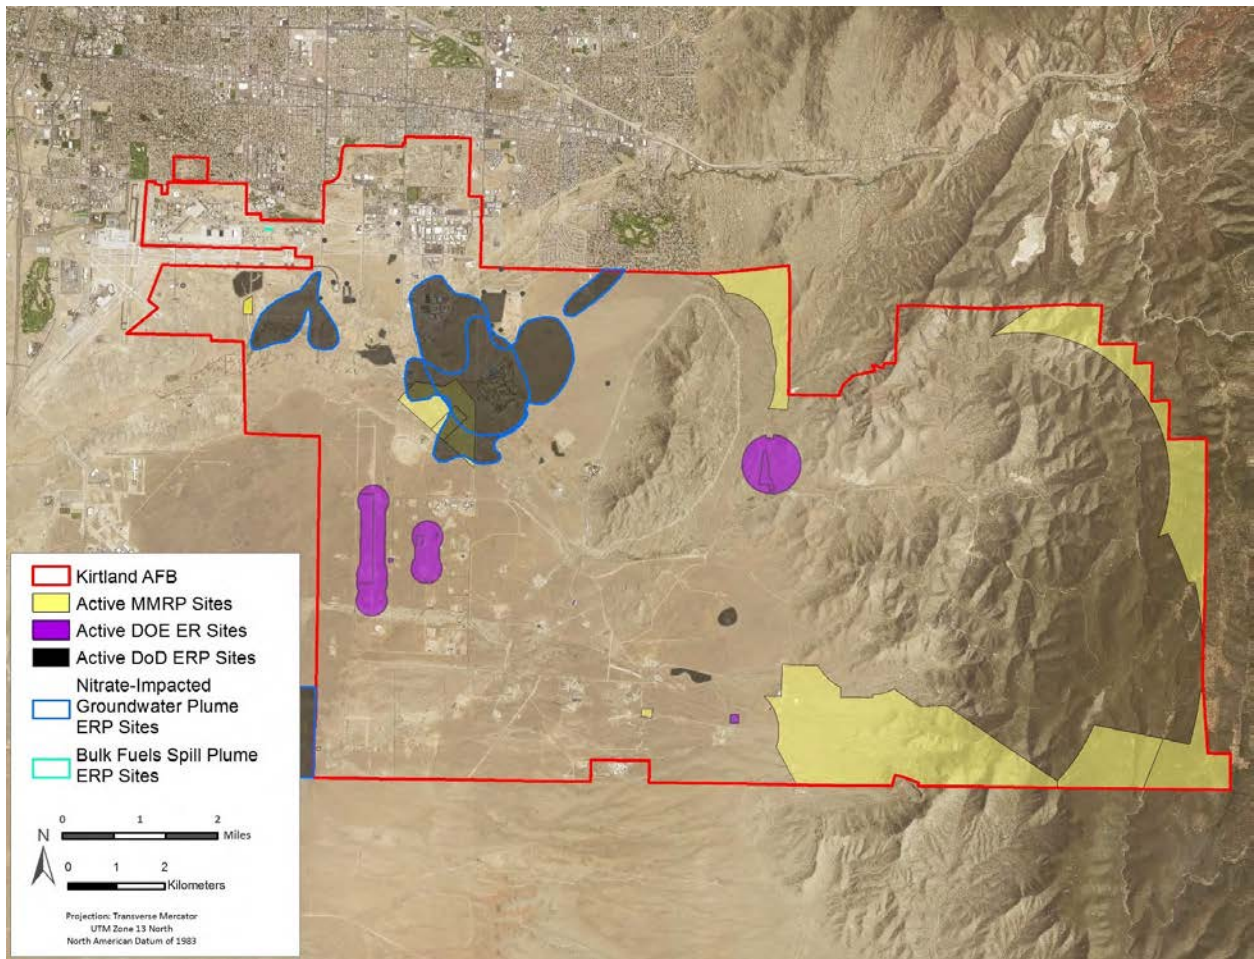 Kirtland AFB
Active MMRP Sites
Active DOE ER Sites
Active DoD ERP Sites
Nitrate-Impacted
Groundwater Plume
ERP Sites
Bulk Fuels Spill Plume
ERP Sites
N
0 1 2
Miles
0 1 2
Kilometers
Projection: Transverse Mercator
UTM Zone 13 North
North American Datum of 1983